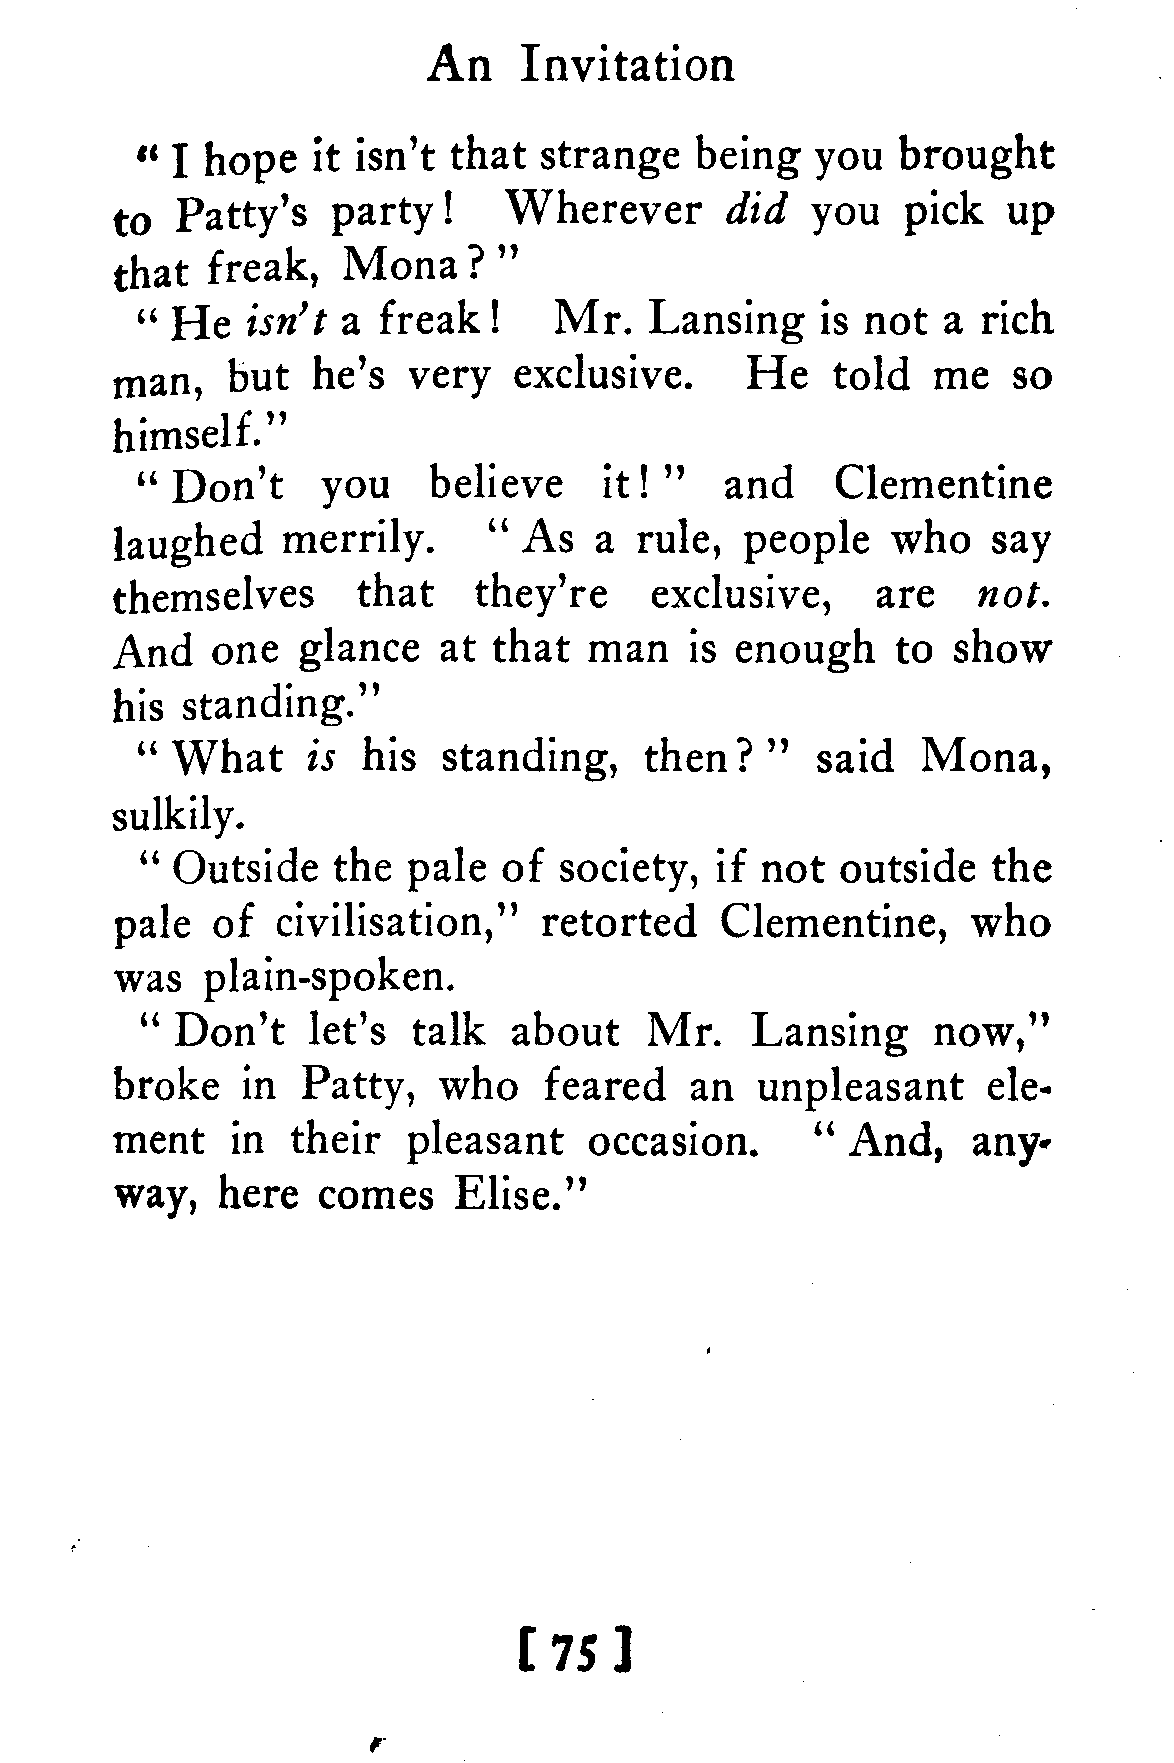 An Invitation
“ I hope it isn’t that strange being you brought
to Patty’s party! Wherever did you pick up
that freak, Mona? ”
“ He isn’t a freak! Mr. Lansing is not a rich
man, but he’s very exclusive. He told me so
himself.”
“ Don’t you believe it! ” and Clementine
laughed merrily. “ As a rule, people who say
themselves that they’re exclusive, are not.
And one glance at that man is enough to show
his standing.”
“ What is his standing, then? ” said Mona,
sulkily.
“ Outside the pale of society, if not outside the
pale of civilisation,” retorted Clementine, who
was plain-spoken.
“ Don’t let’s talk about Mr. Lansing now,”
broke in Patty, who feared an unpleasant ele-
ment in their pleasant occasion. “ And, any-
way, here comes Elise.”
[ 75 ]